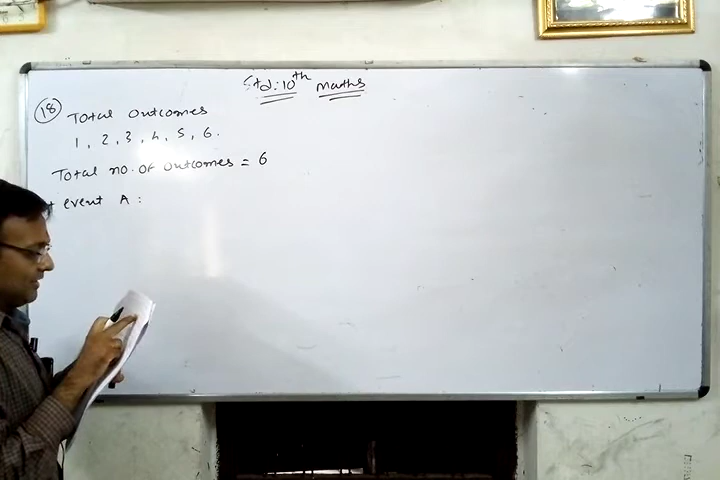 Std: 10th Maths
18 Total outcomes
1, 2, 3, 4, 5, 6.
Total no. of outcomes = 6
event A :